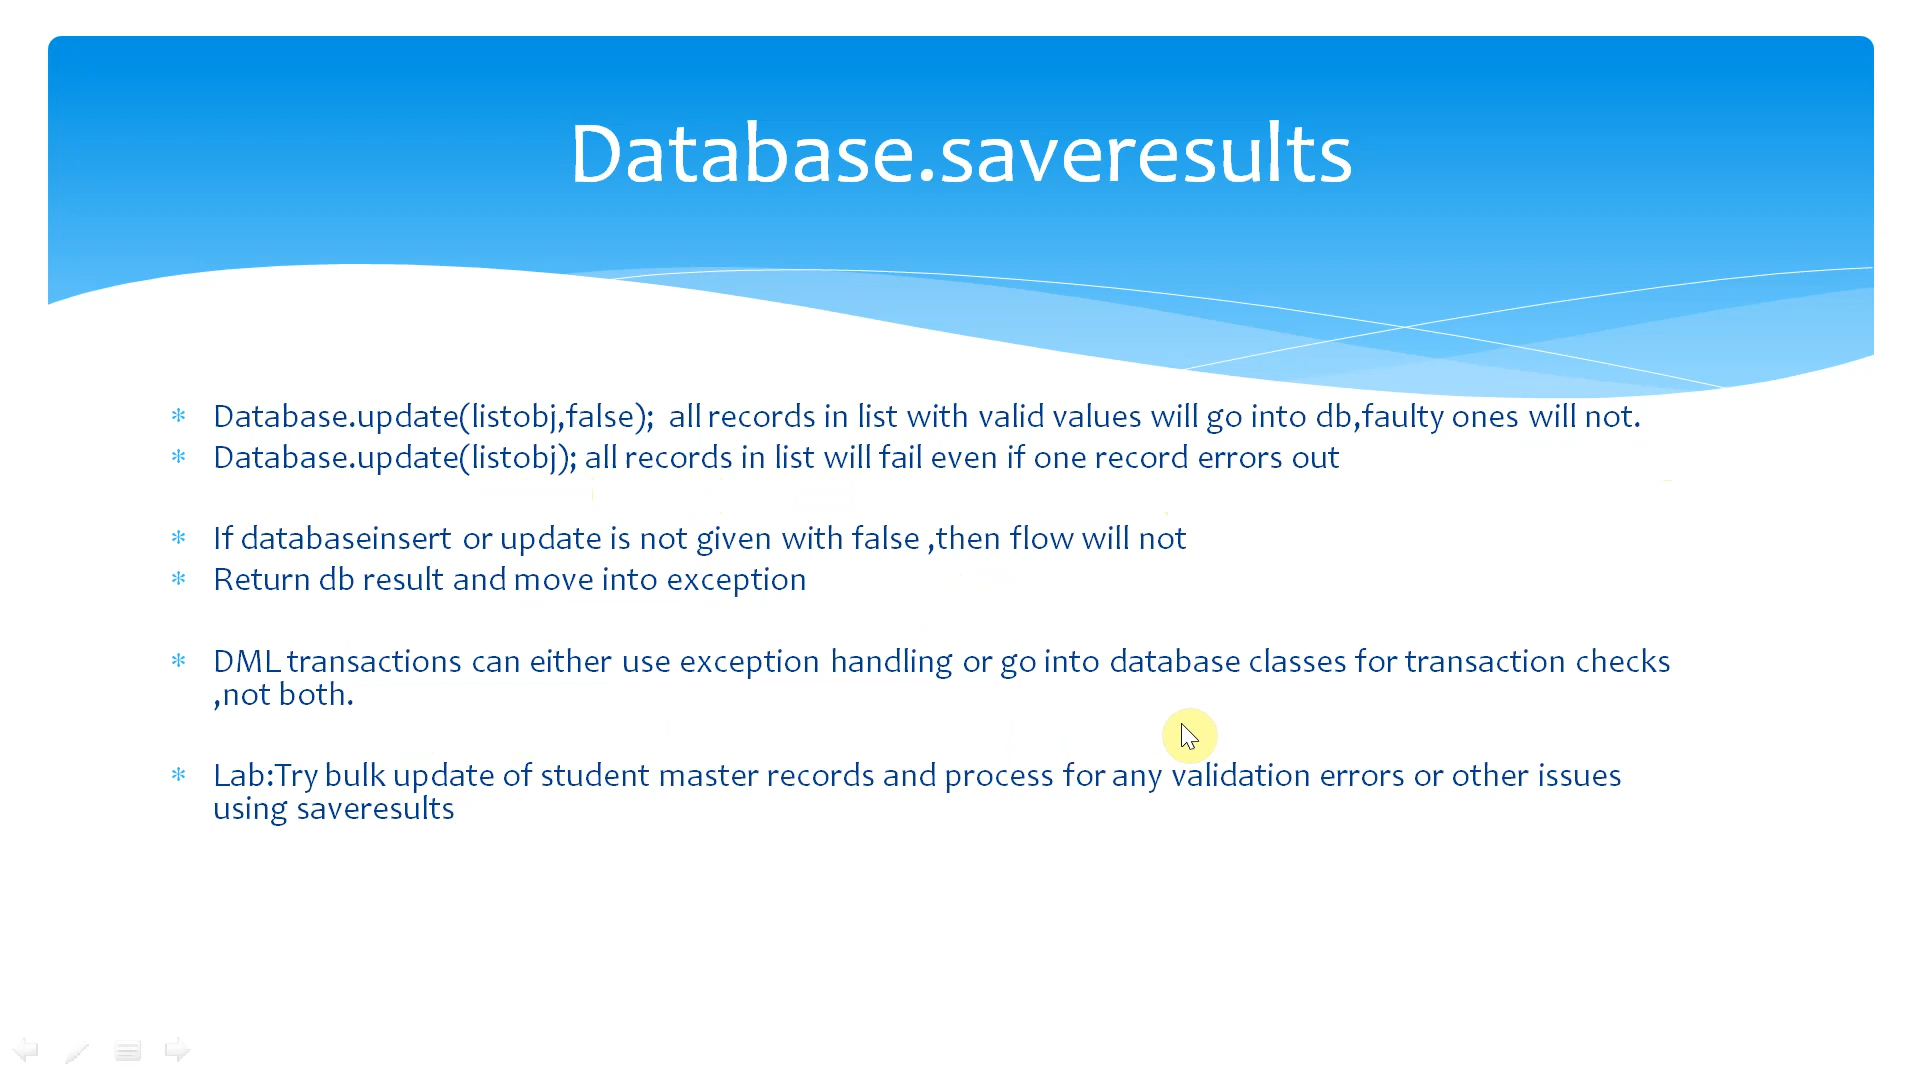 Database.saveresults
* Database.update(listobj,false);  all records in list with valid values will go into db,faulty ones will not.
* Database.update(listobj); all records in list will fail even if one record errors out
* If databaseinsert or update is not given with false ,then flow will not
* Return db result and move into exception
* DML transactions can either use exception handling or go into database classes for transaction checks
,not both.
* Lab:Try bulk update of student master records and process for any validation errors or other issues
using saveresults